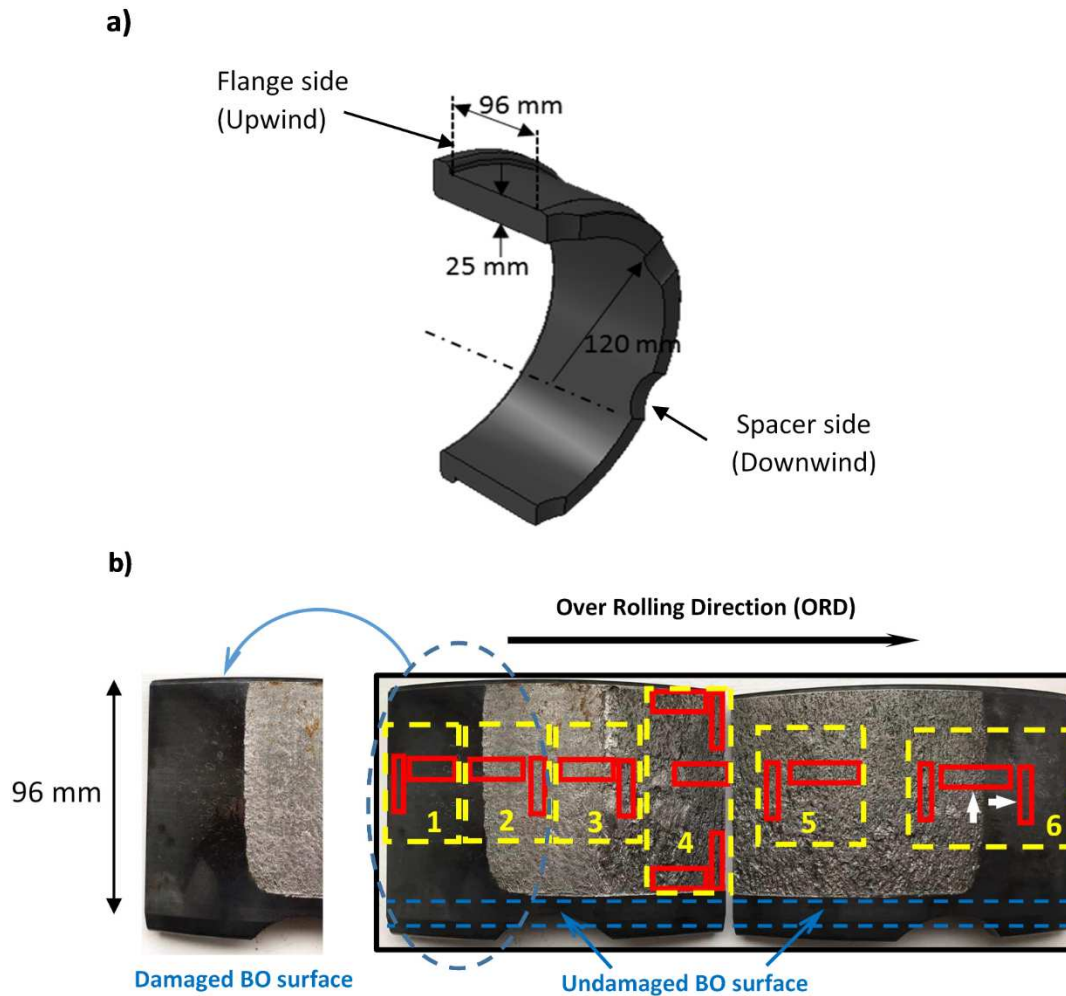 a)
Flange side
(Upwind)
96 mm
25 mm
120 mm
Spacer side
(Downwind)
b)
Over Rolling Direction (ORD)
96 mm
1
2
3
4
5
6
Damaged BO surface
Undamaged BO surface